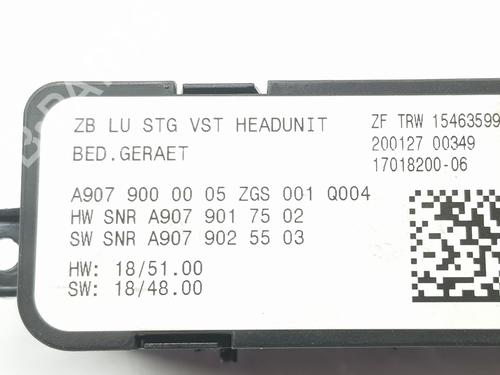 ZB LU STG VST HEADUNIT
BED.GERAET
A907 900 00 05 ZGS 001 Q004
HW SNR A907 901 75 02
SW SNR A907 902 55 03
HW: 18/51.00
SW: 18/48.00
ZF TRW 15463599
200127 00349
17018200-06